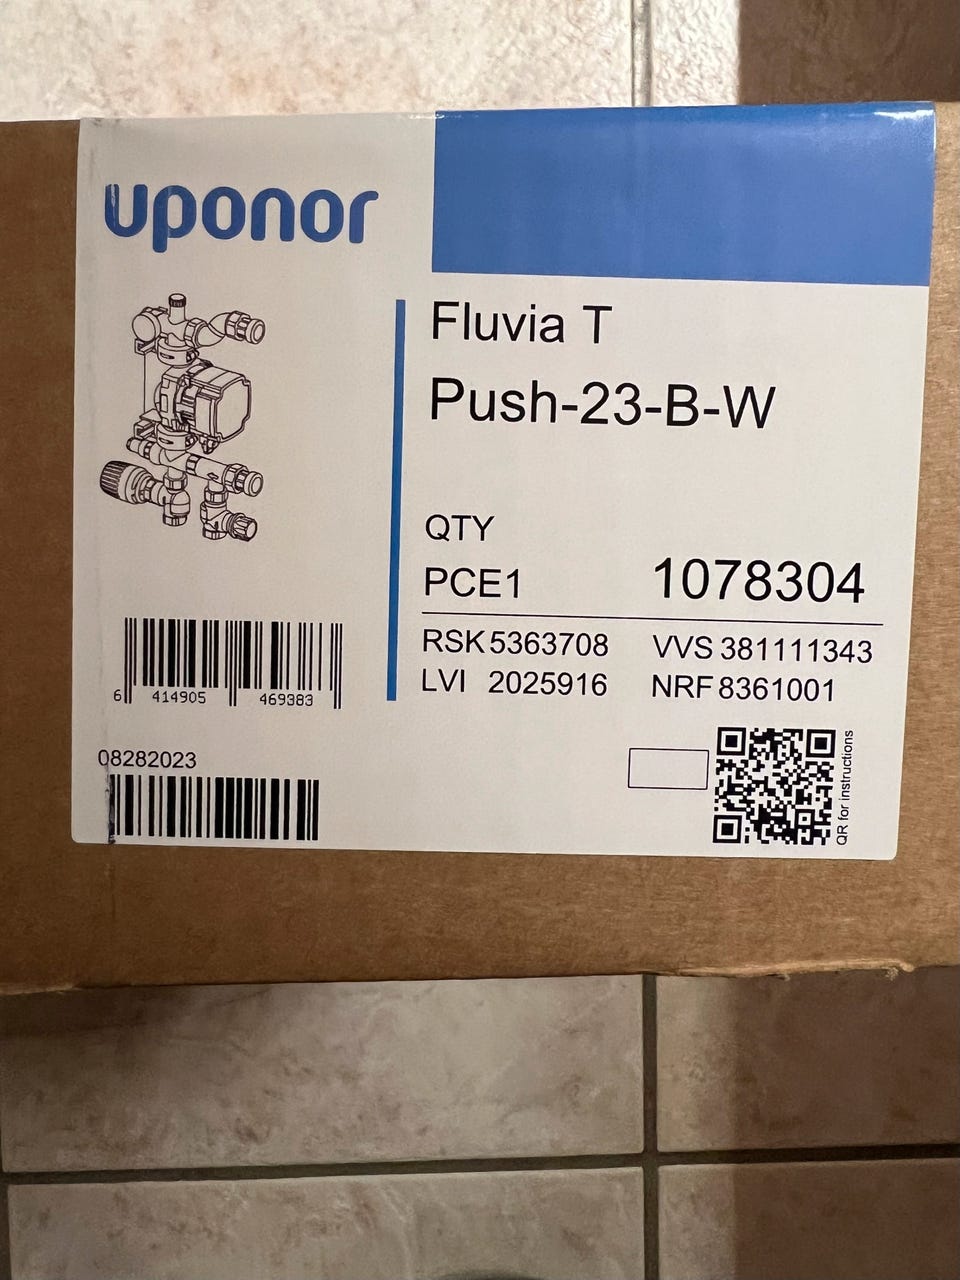 uponor
Fluvia T
Push-23-B-W
QTY
PCE1 1078304
RSK 5363708 VVS 381111343
LVI 2025916 NRF 8361001
6 414905 469383
08282023
QR for instructions